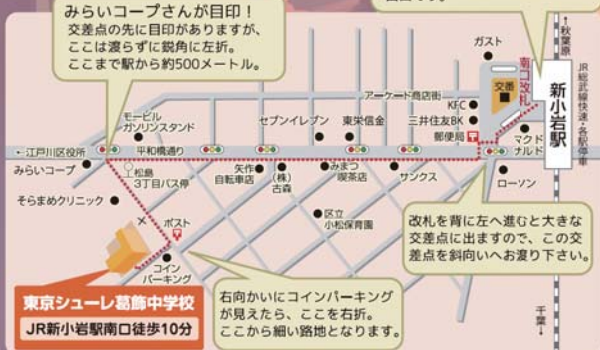 みらいコープさんが目印！
交差点の先に目印がありますが、
ここは渡らずに鋭角に左折。
ここまで駅から約500メートル。
ガスト
↑秋葉原
JR総武線快速・各駅停車
南口改札
交番
新小岩駅
アーケード商店街
KFC
三井住友BK
郵便局
マクドナルド
モービル
ガソリンスタンド
セブンイレブン
東栄信金
←江戸川区役所
平和橋通り
みらいコープ
松島
3丁目バス停
矢作
自転車店
(株)
古森
みまつ
喫茶店
サンクス
ローソン
そらまめクリニック
ポスト
区立
小松保育園
コイン
パーキング
改札を背に左へ進むと大きな
交差点に出ますので、この交
差点を斜向いへお渡り下さい。
右向かいにコインパーキング
が見えたら、ここを右折。
ここから細い路地となります。
東京シューレ葛飾中学校
JR新小岩駅南口徒歩10分
千葉↓